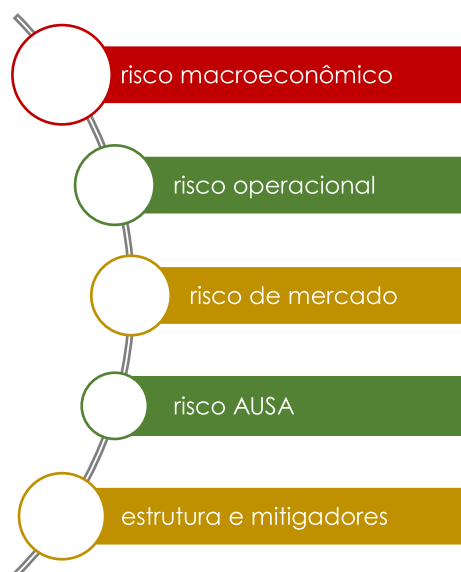 risco macroeconômico
risco operacional
risco de mercado
risco AUSA
estrutura e mitigadores